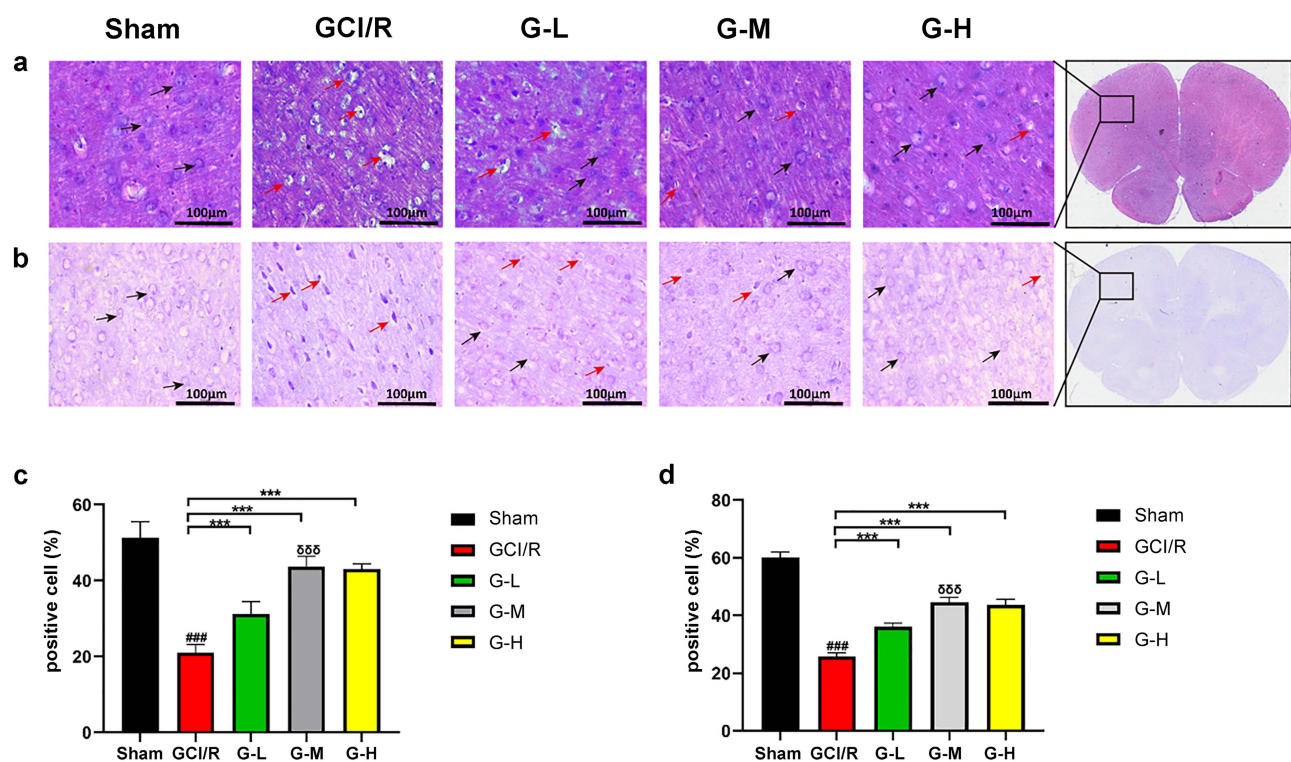 Sham GCI/R G-L G-M G-H
a
100μm 100μm 100μm 100μm 100μm
b
100μm 100μm 100μm 100μm 100μm
c
positive cell (%)
60
40
20
0
***
***
***
###
δδδ
Sham GCI/R G-L G-M G-H
Sham
GCI/R
G-L
G-M
G-H
d
positive cell (%)
80
60
40
20
0
***
***
***
###
δδδ
Sham GCI/R G-L G-M G-H
Sham
GCI/R
G-L
G-M
G-H